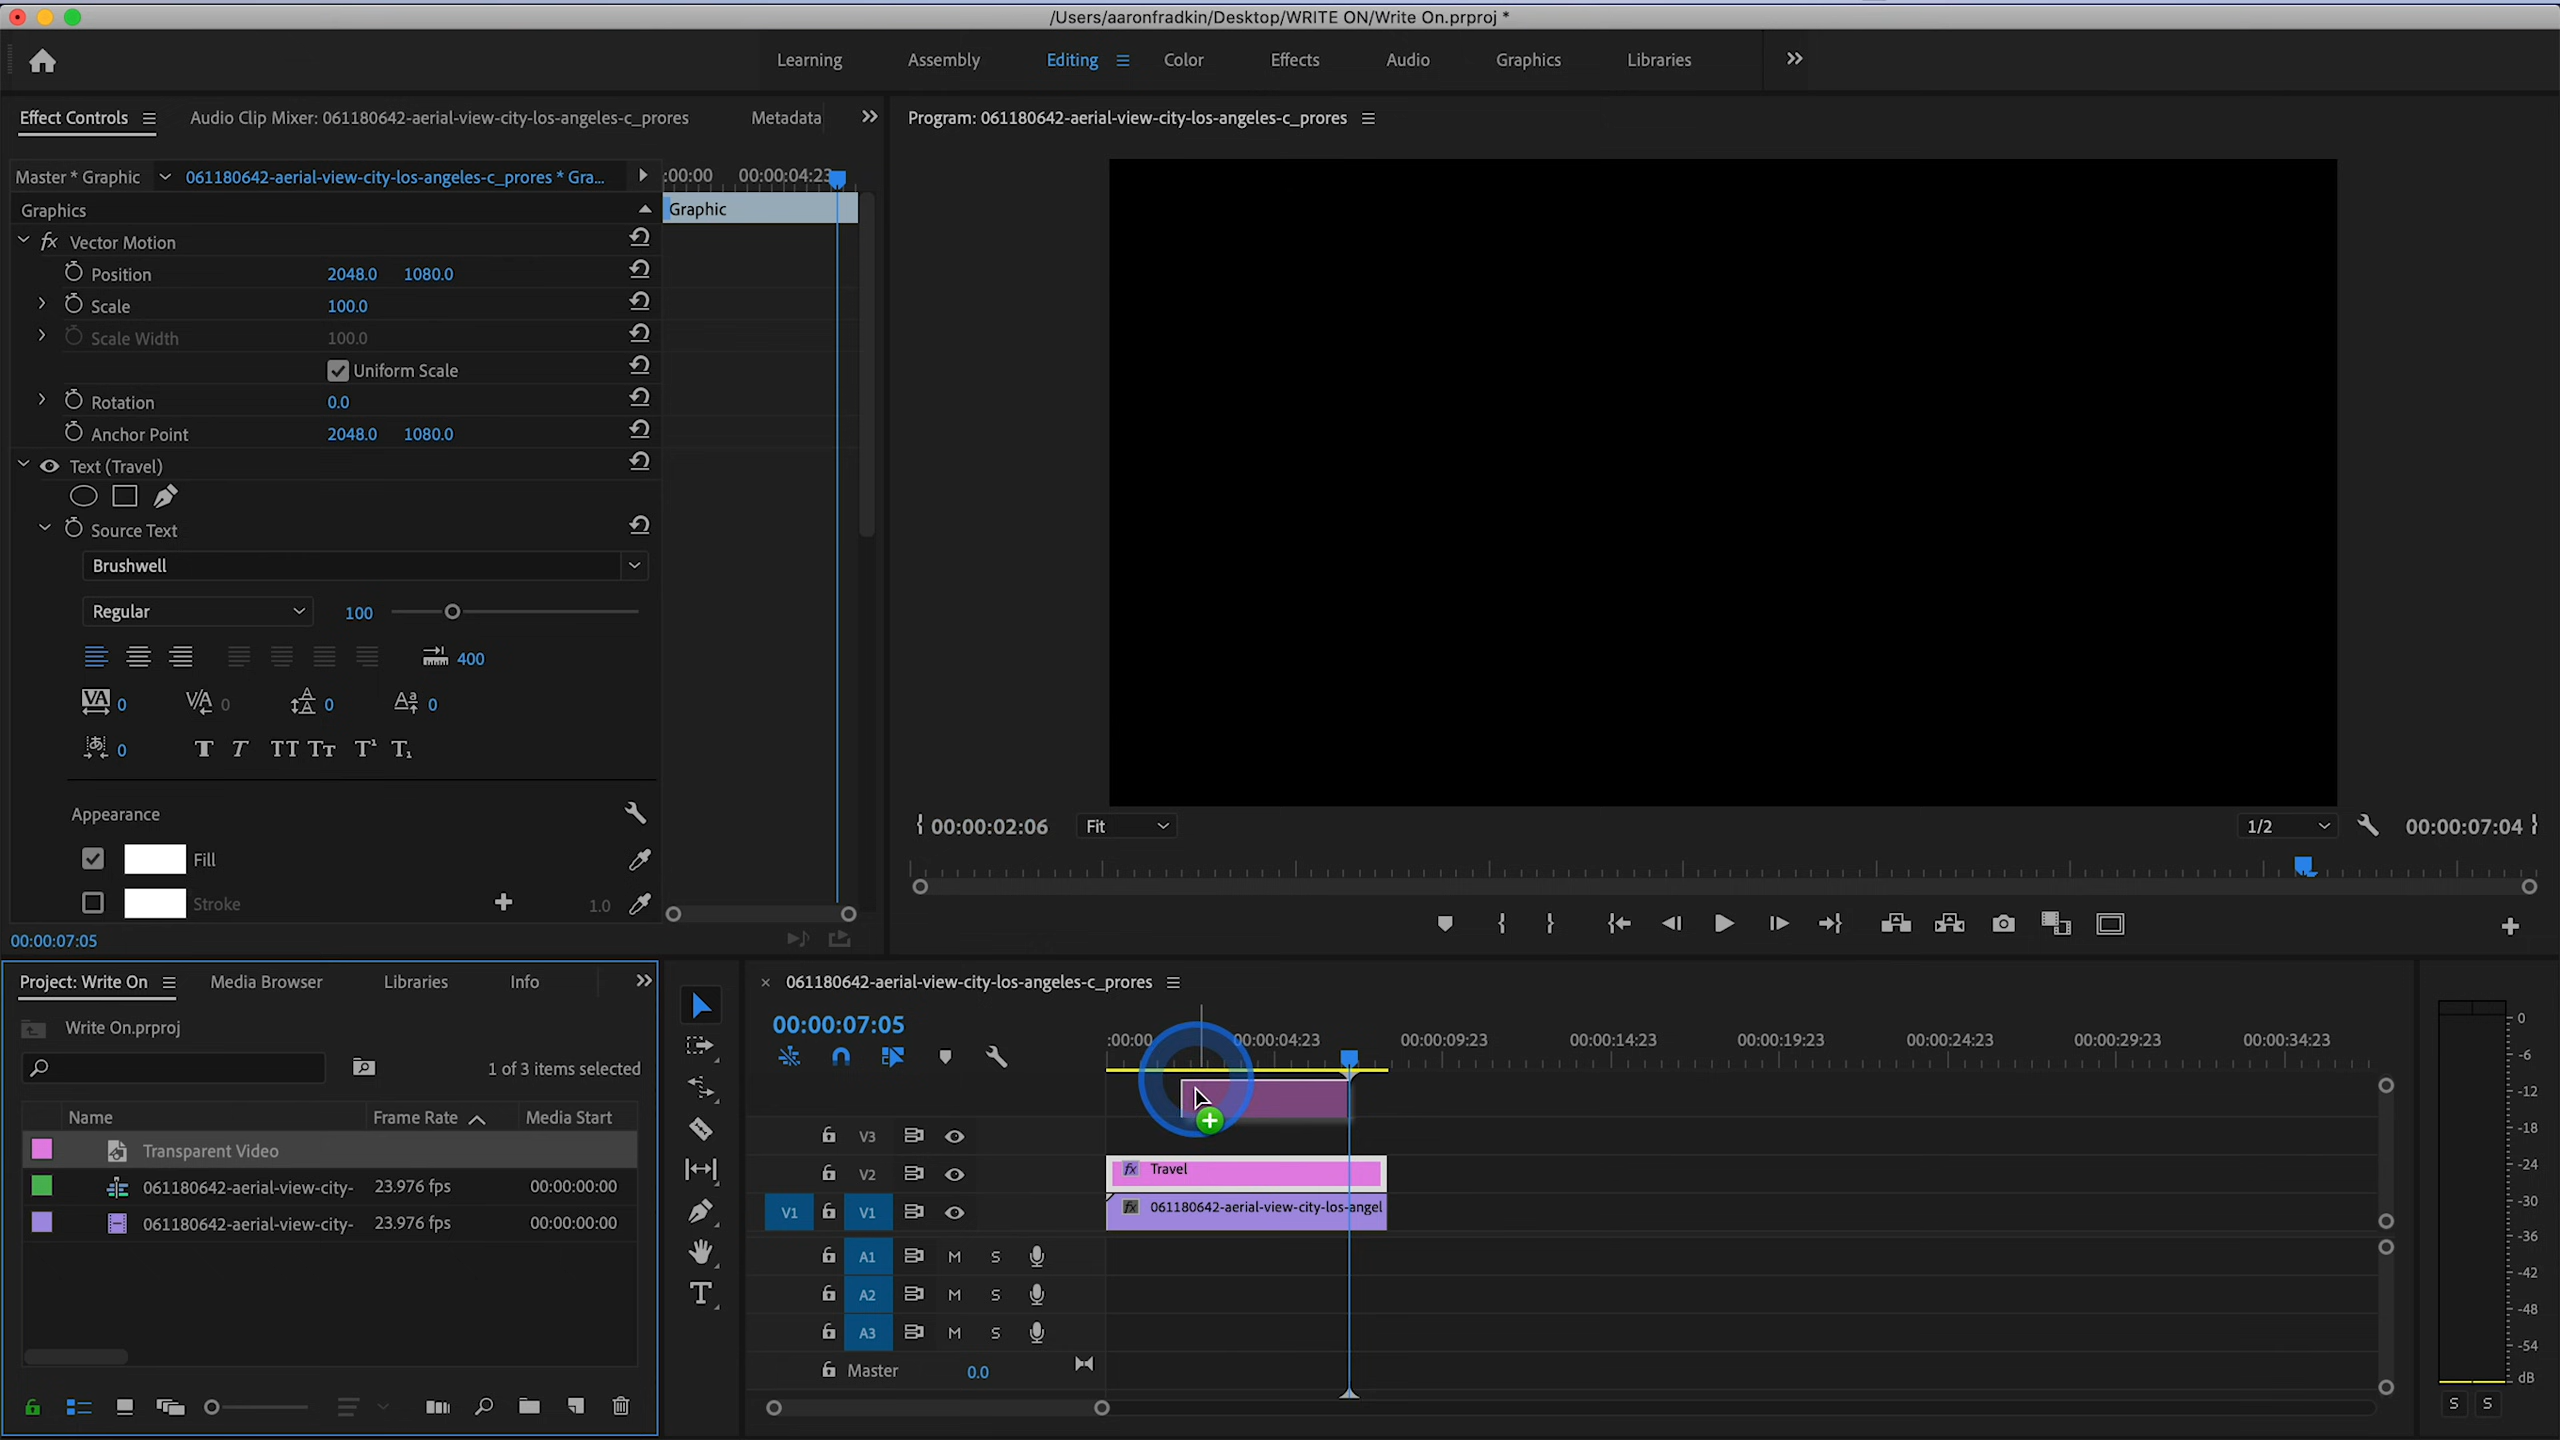 /Users/aaronfradkin/Desktop/WRITE ON/Write On.prproj *
Learning Assembly Editing Color Effects Audio Graphics Libraries
Effect Controls Audio Clip Mixer: 061180642-aerial-view-city-los-angeles-c_prores Metadata
Program: 061180642-aerial-view-city-los-angeles-c_prores
Master * Graphic 061180642-aerial-view-city-los-angeles-c_prores * Gra... :00:00 00:00:04:23
Graphics
Graphic
fx Vector Motion
Position 2048.0 1080.0
Scale 100.0
Scale Width 100.0
Uniform Scale
Rotation 0.0
Anchor Point 2048.0 1080.0
Text (Travel)
Source Text
Brushwell
Regular 100
400
VA 0 V/A 0 A 0 Aa 0
あ 0 T T TT Tт T¹ T₁
Appearance
Fill
Stroke 1.0
00:00:07:05
00:00:02:06 Fit 1/2 00:00:07:04
Project: Write On Media Browser Libraries Info
Write On.prproj
1 of 3 items selected
Name Frame Rate Media Start
Transparent Video
061180642-aerial-view-city- 23.976 fps 00:00:00:00
061180642-aerial-view-city- 23.976 fps 00:00:00:00
061180642-aerial-view-city-los-angeles-c_prores
00:00:07:05
:00:00 00:00:04:23 00:00:09:23 00:00:14:23 00:00:19:23 00:00:24:23 00:00:29:23 00:00:34:23
V3
V2 fx Travel
V1 V1 fx 061180642-aerial-view-city-los-angel
A1 M S
A2 M S
A3 M S
Master 0.0
T
0
-6
-12
-18
-24
-30
-36
-42
-48
-54
dB
S S